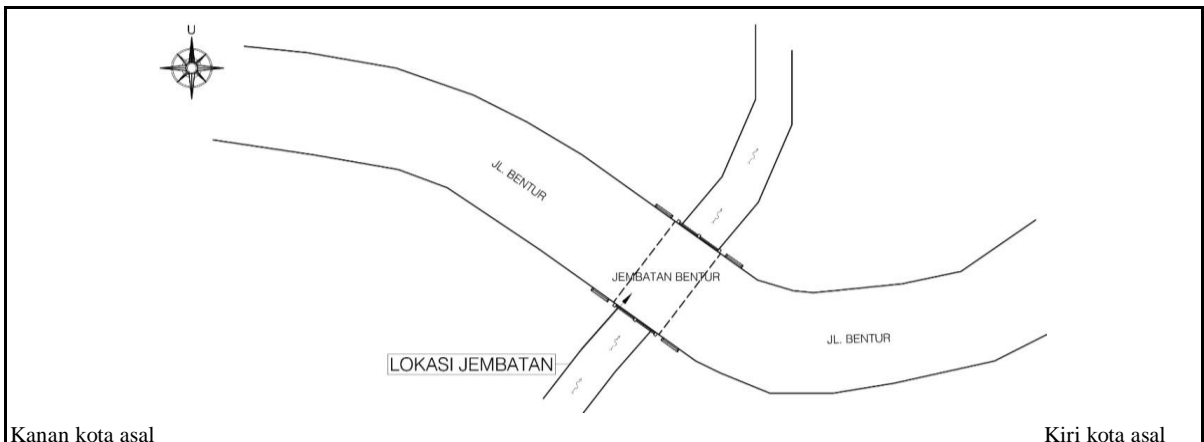 U
JL. BENTUR
JEMBATAN BENTUR
JL. BENTUR
LOKASI JEMBATAN
Kanan kota asal
Kiri kota asal